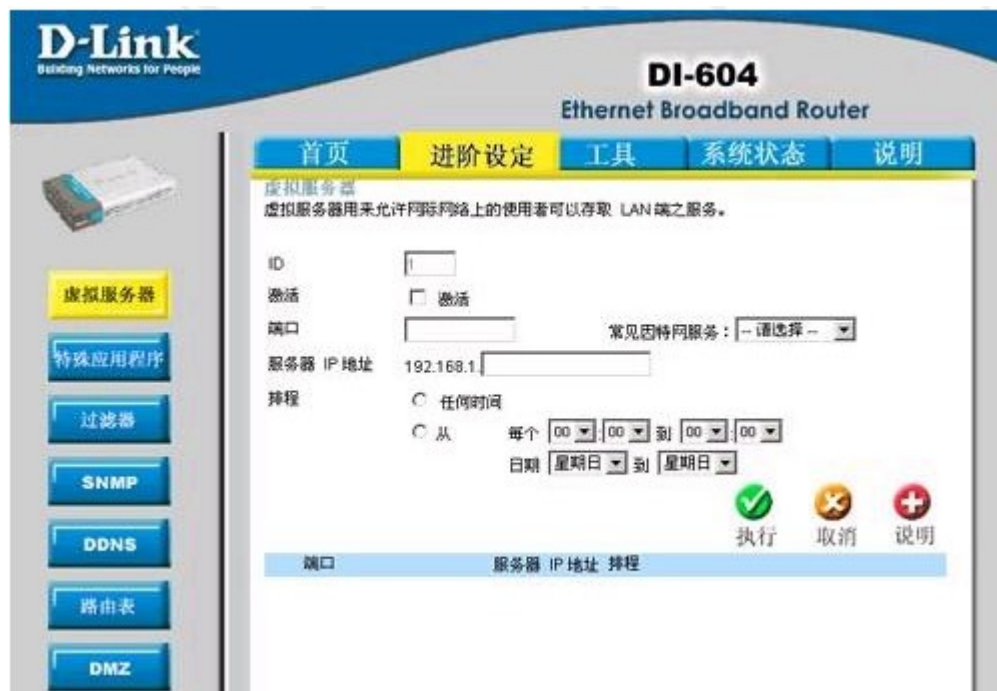 D-Link
Building Networks for People
DI-604
Ethernet Broadband Router
首页 进阶设定 工具 系统状态 说明
虚拟服务器
虚拟服务器用来允许网际网络上的使用者可以存取 LAN 端之服务。
ID 1
激活 激活
端口 常见因特网服务：-- 请选择 --
服务器 IP 地址 192.168.1.
排程 任何时间
从 每个 00 : 00 到 00 : 00
日期 星期日 到 星期日
执行 取消 说明
端口 服务器 IP 地址 排程
虚拟服务器
特殊应用程序
过滤器
SNMP
DDNS
路由表
DMZ